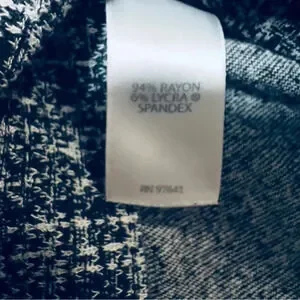 94% RAYON
6% LYCRA ®
SPANDEX
RN 97641